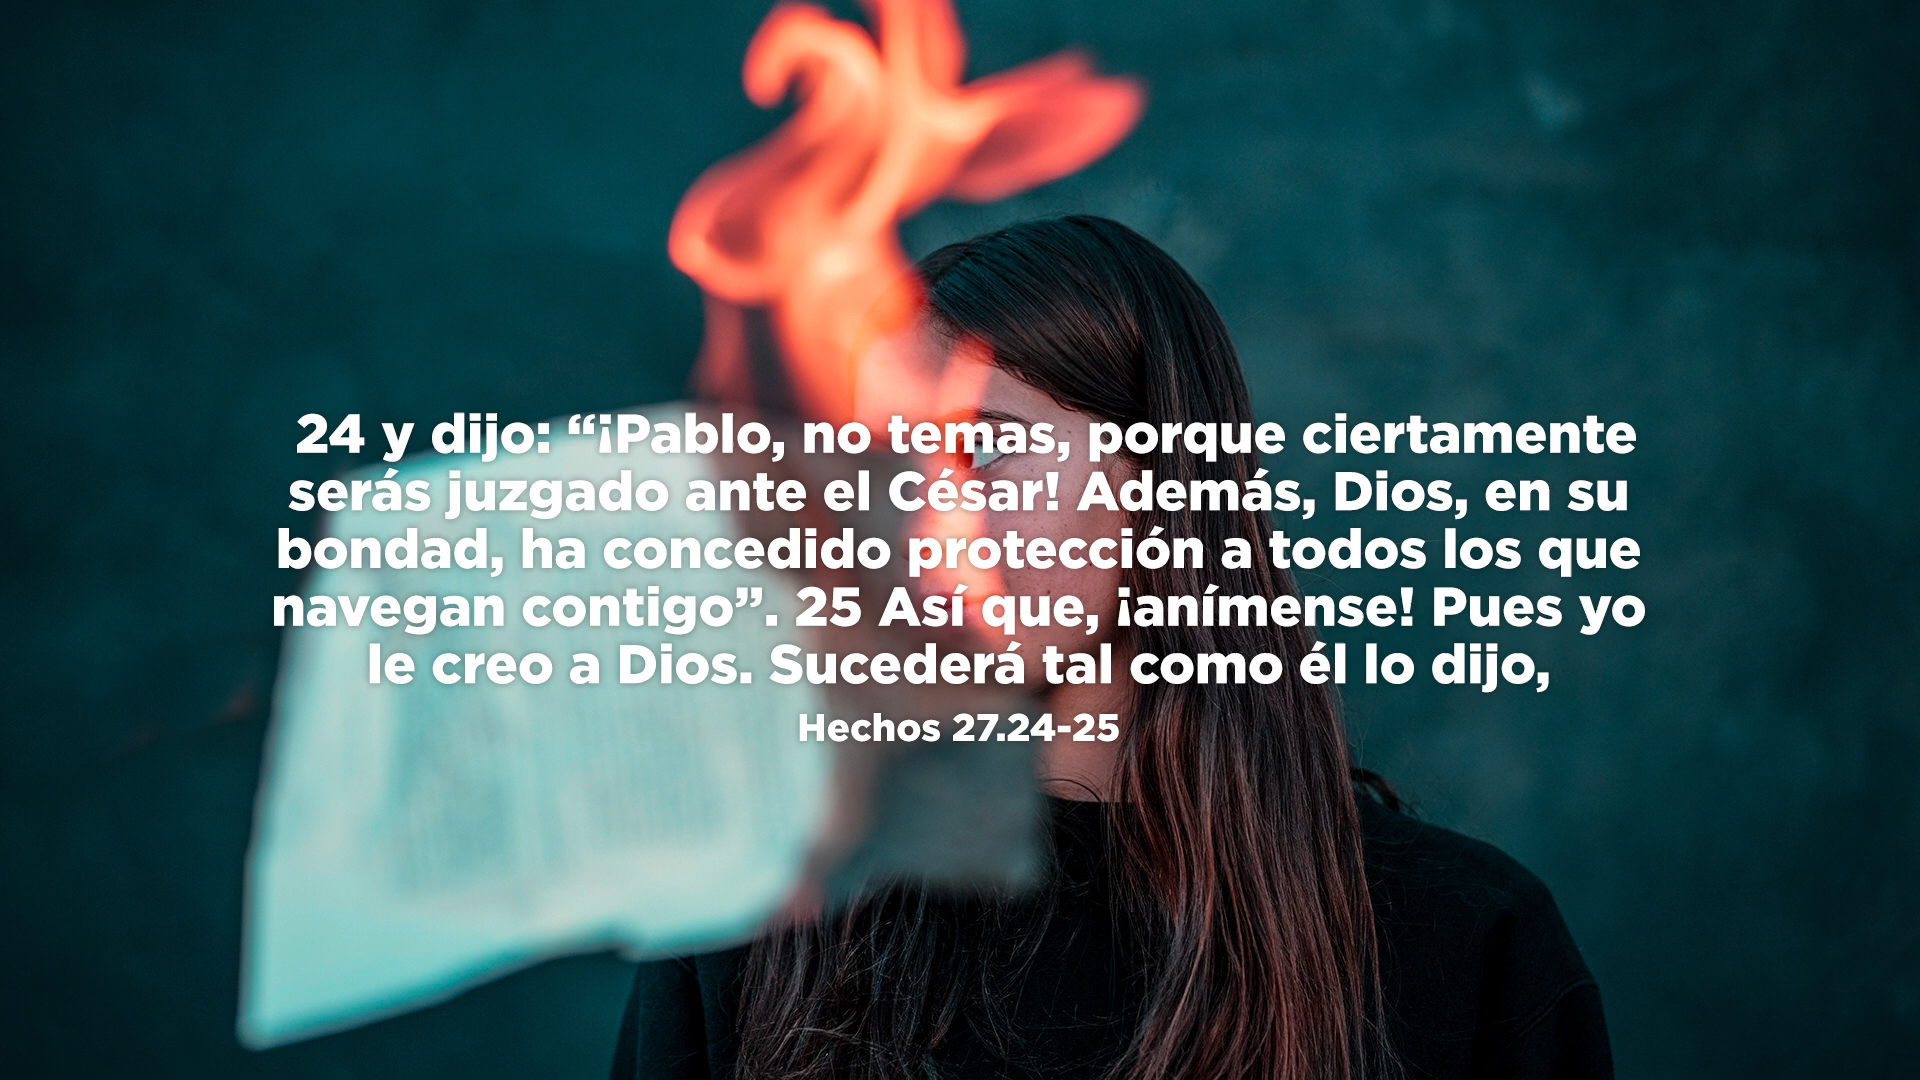 24 y dijo: “¡Pablo, no temas, porque ciertamente
serás juzgado ante el César! Además, Dios, en su
bondad, ha concedido protección a todos los que
navegan contigo”. 25 Así que, ¡anímense! Pues yo
le creo a Dios. Sucederá tal como él lo dijo,
Hechos 27.24-25